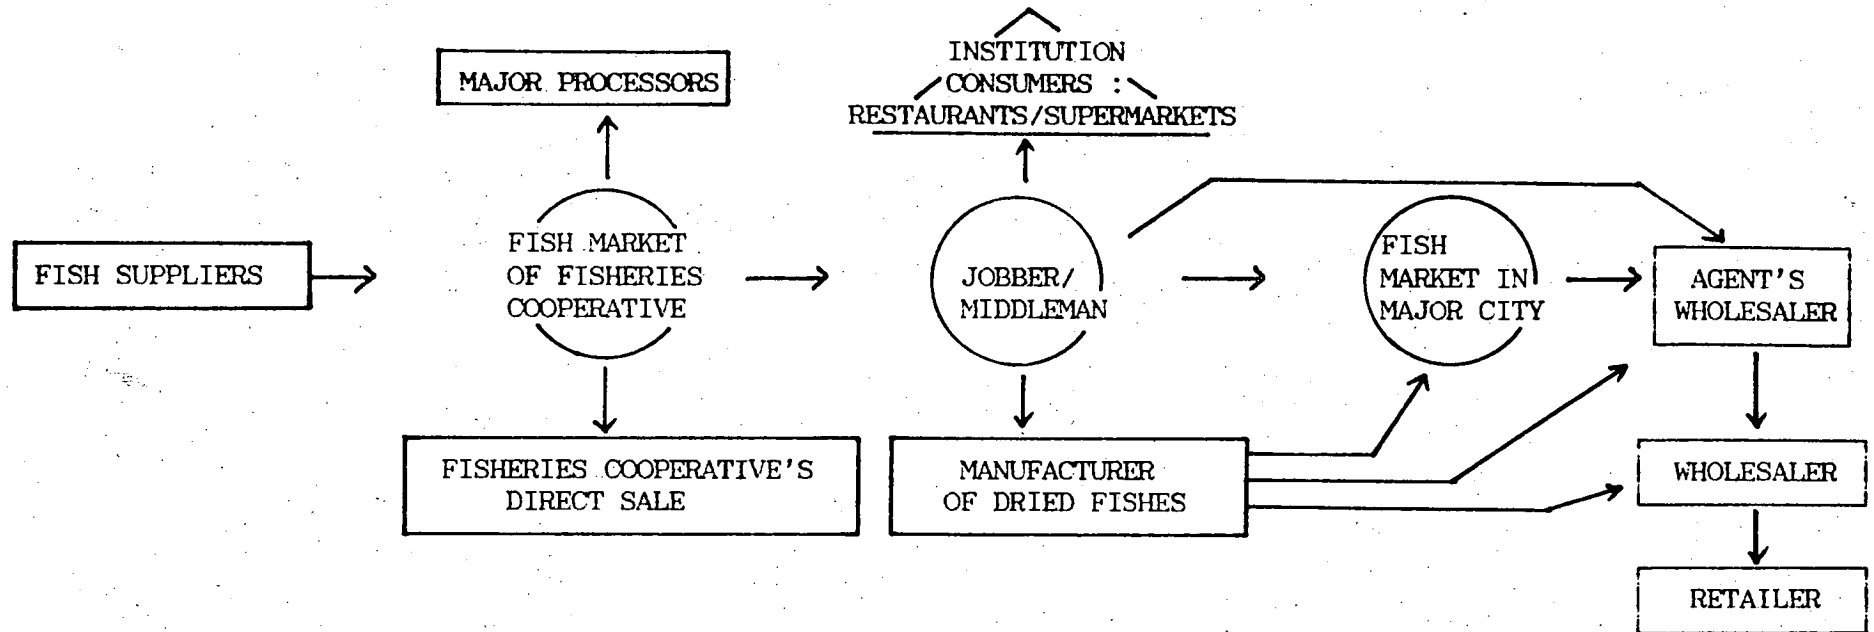 INSTITUTION
CONSUMERS :
RESTAURANTS/SUPERMARKETS
MAJOR PROCESSORS
FISH SUPPLIERS
FISH MARKET
OF FISHERIES
COOPERATIVE
JOBBER/
MIDDLEMAN
FISH
MARKET IN
MAJOR CITY
AGENT'S
WHOLESALER
FISHERIES COOPERATIVE'S
DIRECT SALE
MANUFACTURER
OF DRIED FISHES
WHOLESALER
RETAILER